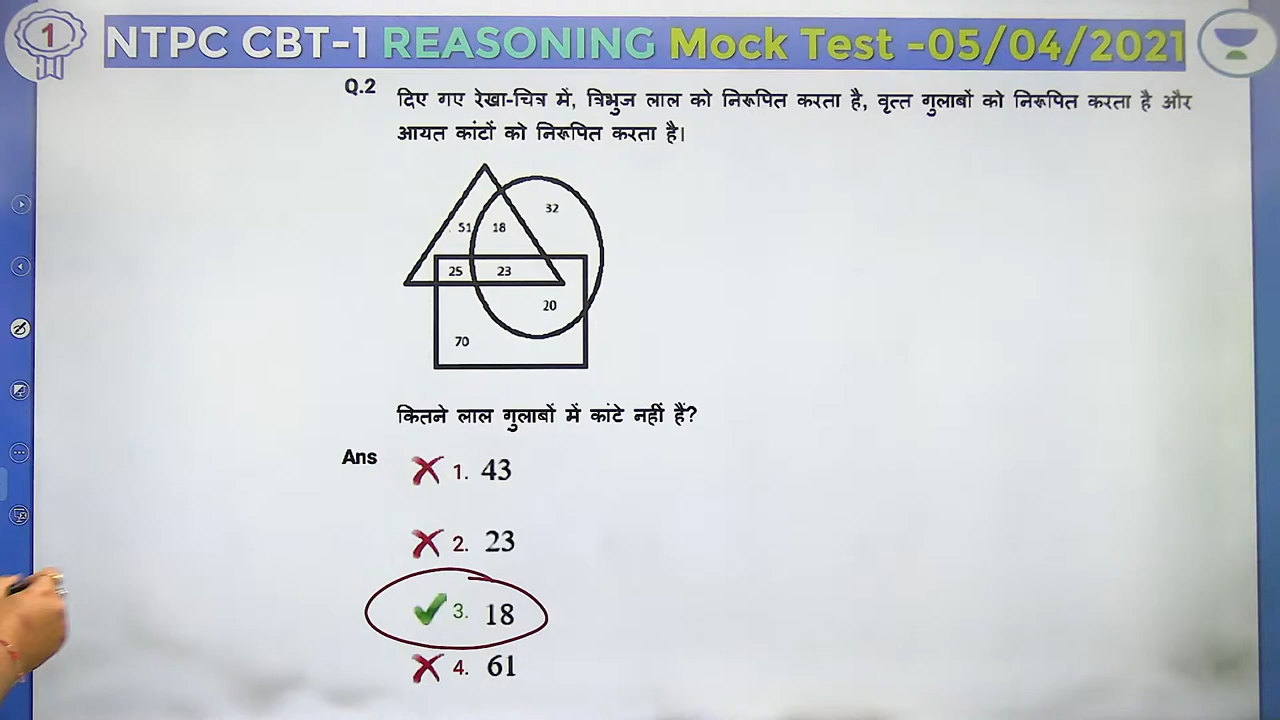 1
NTPC CBT-1 REASONING Mock Test -05/04/2021
Q.2
दिए गए रेखा-चित्र में, त्रिभुज लाल को निरूपित करता है, वृत्त गुलाबों को निरूपित करता है और
आयत कांटों को निरूपित करता है।
32
51 18
25 23
20
70
कितने लाल गुलाबों में कांटे नहीं हैं?
Ans
1. 43
2. 23
3. 18
4. 61